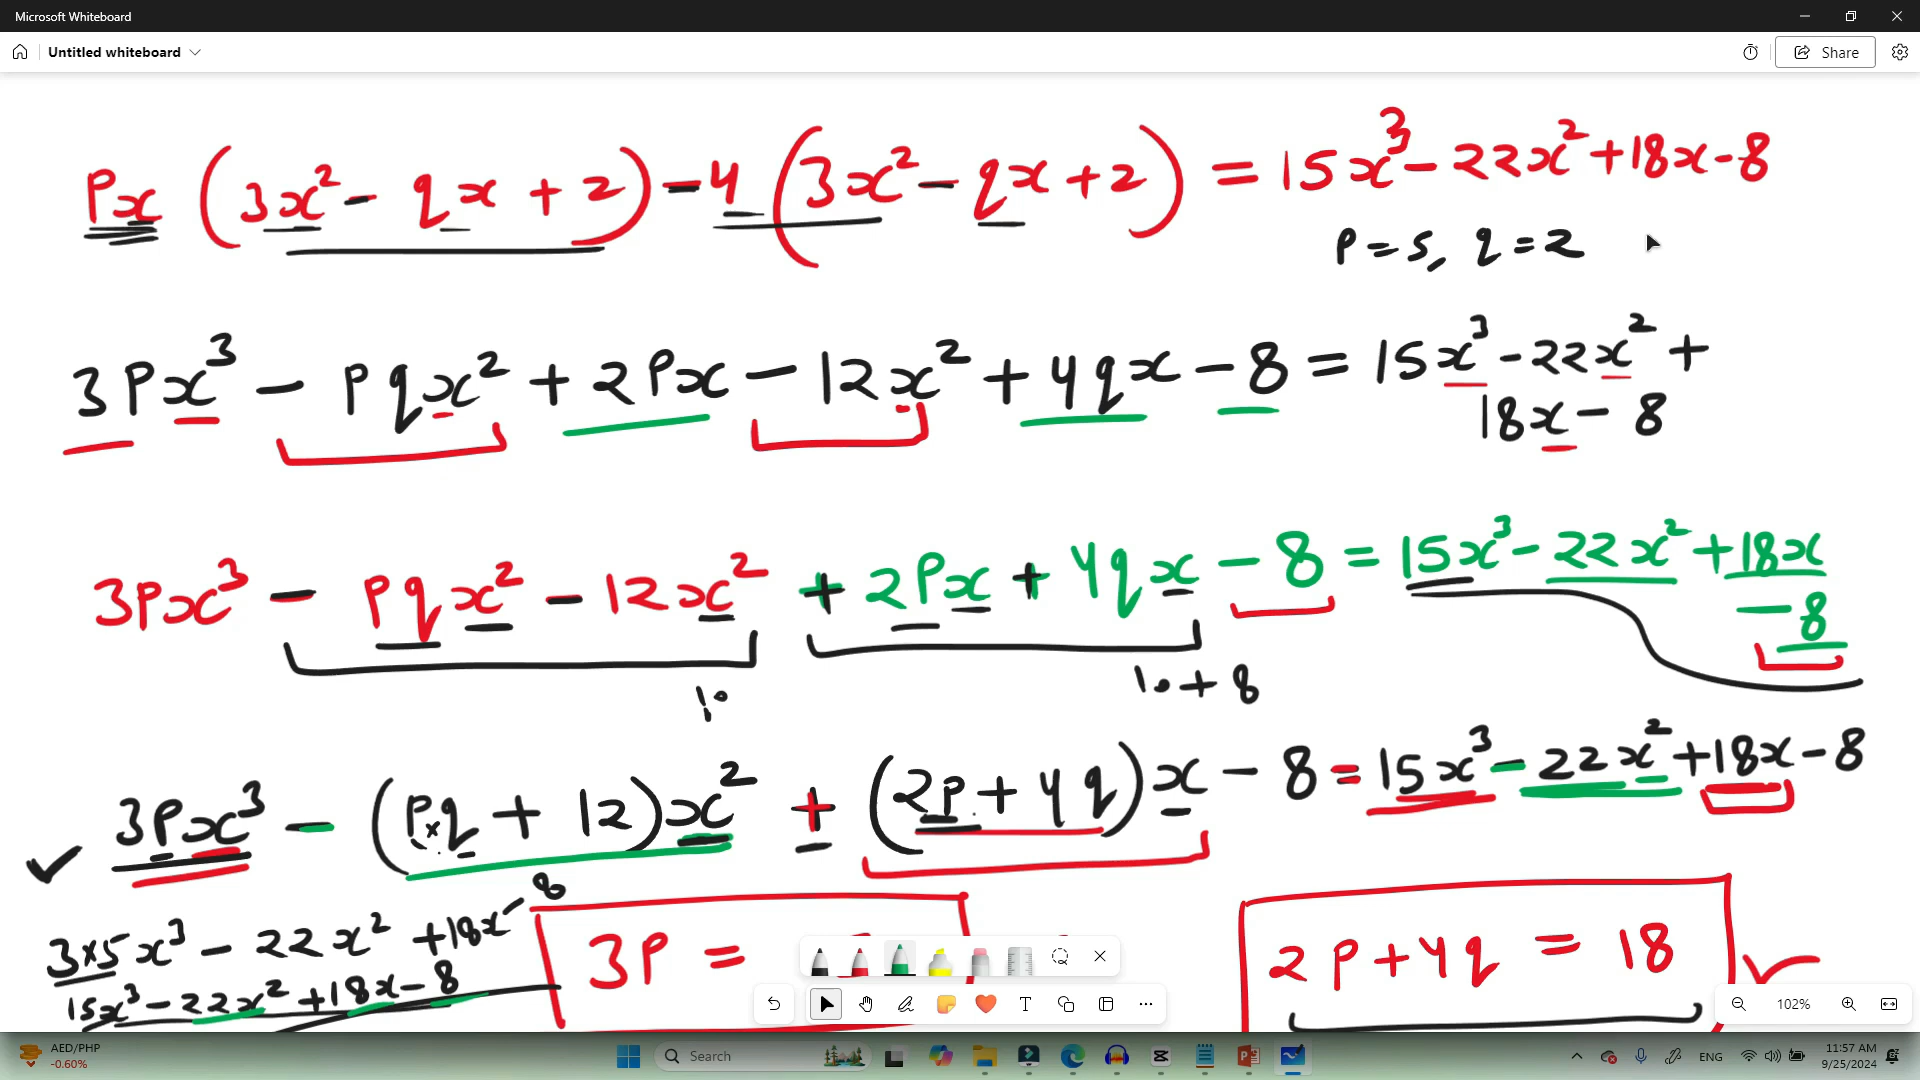 Microsoft Whiteboard
Untitled whiteboard
Share
Px (3x² - qx + 2) - 4 (3x² - qx + 2) = 15x³ - 22x² + 18x - 8
P = 5, q = 2
3Px³ - Pqx² + 2Px - 12x² + 4qx - 8 = 15x³ - 22x² +
18x - 8
3Px³ - Pqx² - 12x² + 2Px + 4qx - 8 = 15x³ - 22x² + 18x
- 8
10
10 + 8
3Px³ - (P×q + 12)x² + (2P + 4q)x - 8 = 15x³ - 22x² + 18x - 8
3×5x³ - 22x² + 18x - 8
15x³ - 22x² + 18x - 8
3P =
2P + 4q = 18
102%
AED/PHP
-0.60%
Search
ENG
11:57 AM
9/25/2024